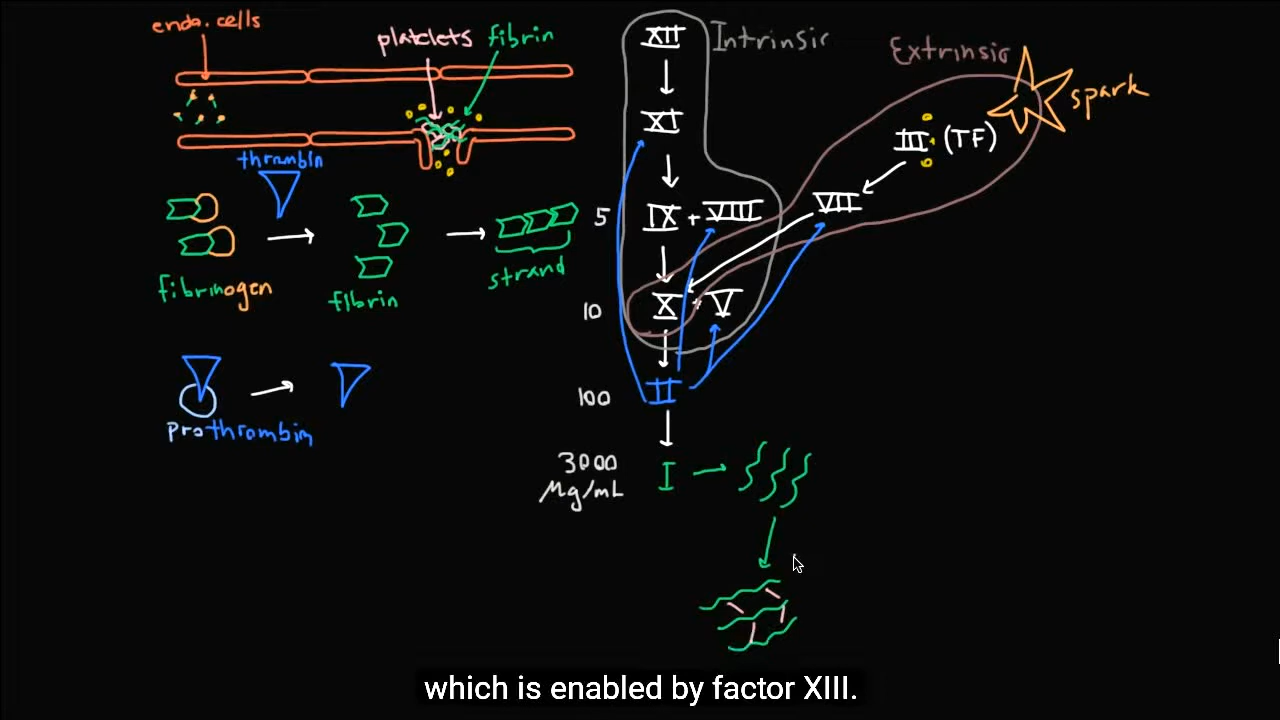 endo. cells
platelets fibrin
thrombin
fibrinogen
fibrin
strand
prothrombin
XII Intrinsic
XI
5 IX + VIII
10 X + V
100 II
3000 I
Mg/mL
Extrinsic
spark
III (TF)
VII
which is enabled by factor XIII.